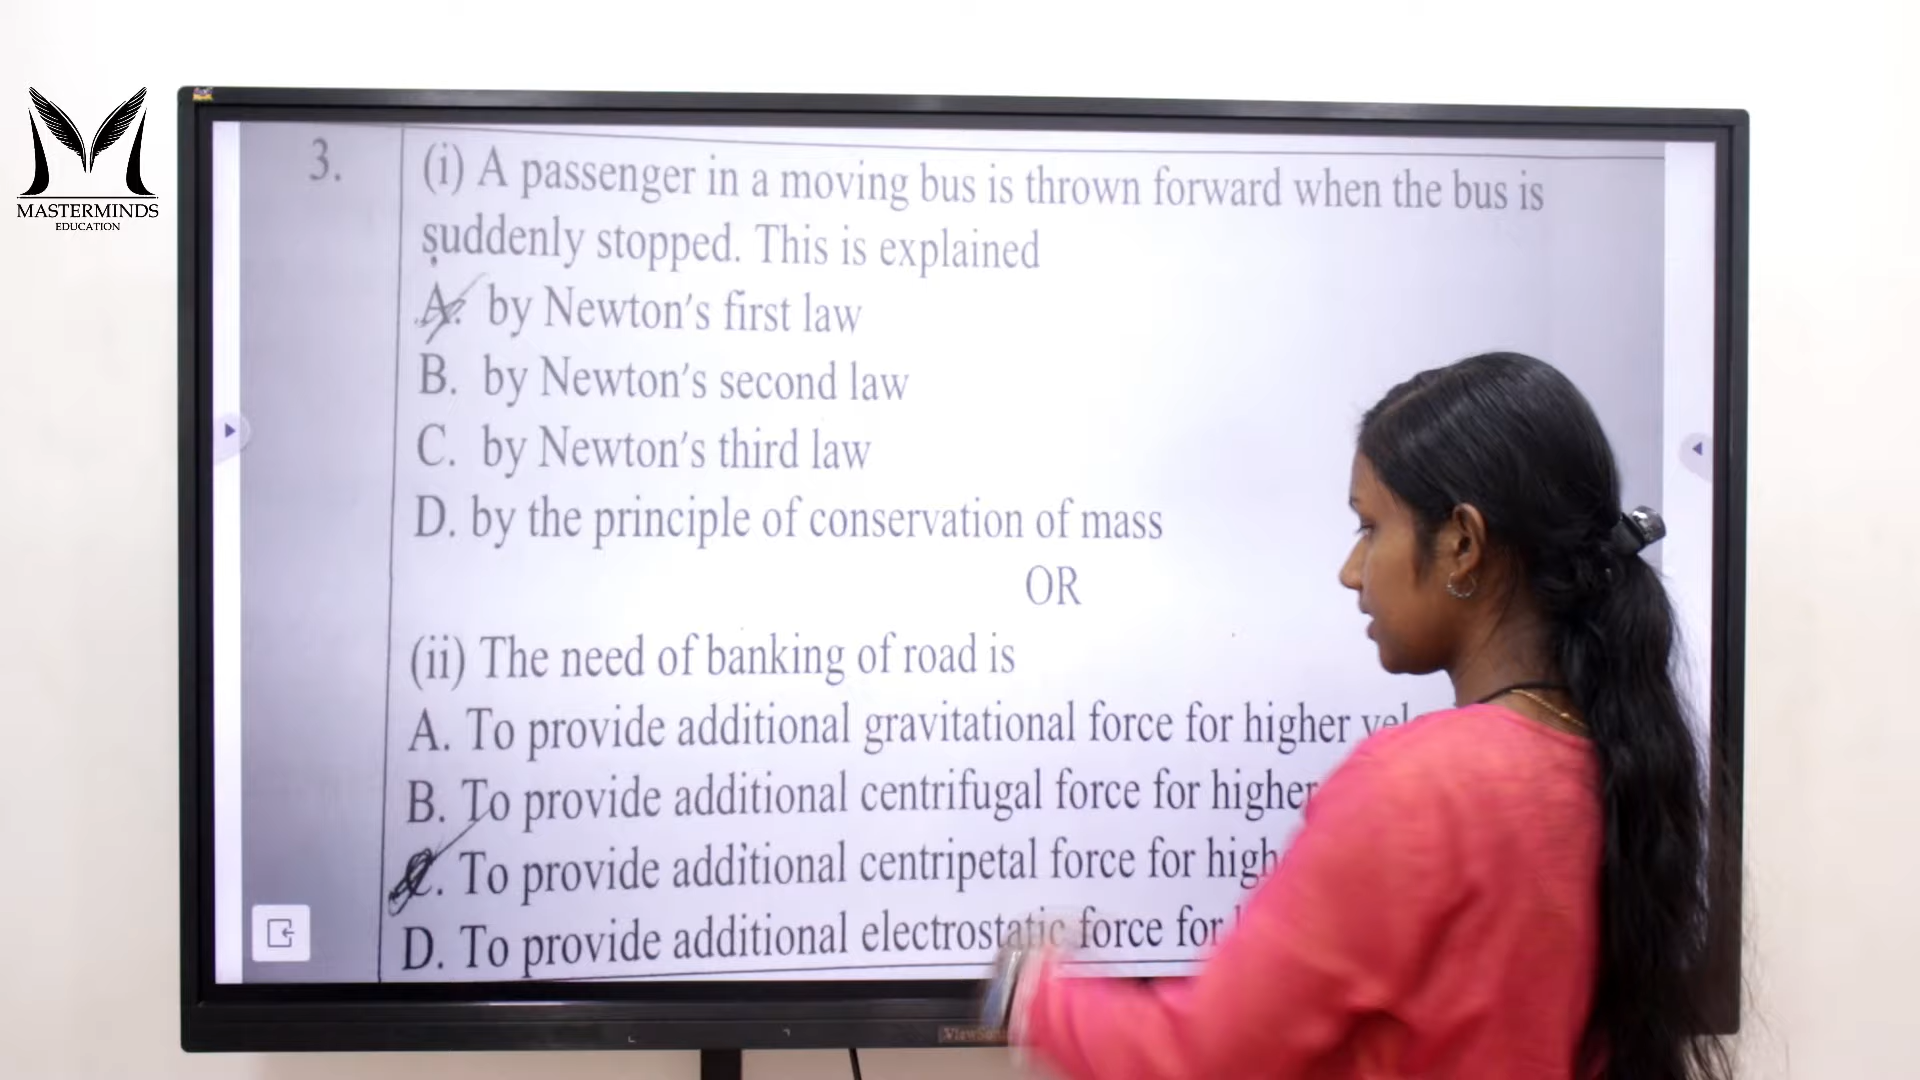 MASTERMINDS
EDUCATION
3.
(i) A passenger in a moving bus is thrown forward when the bus is
suddenly stopped. This is explained
A. by Newton's first law
B. by Newton's second law
C. by Newton's third law
D. by the principle of conservation of mass
OR
(ii) The need of banking of road is
A. To provide additional gravitational force for higher
B. To provide additional centrifugal force for higher
C. To provide additional centripetal force for
D. To provide additional electrostatic force for